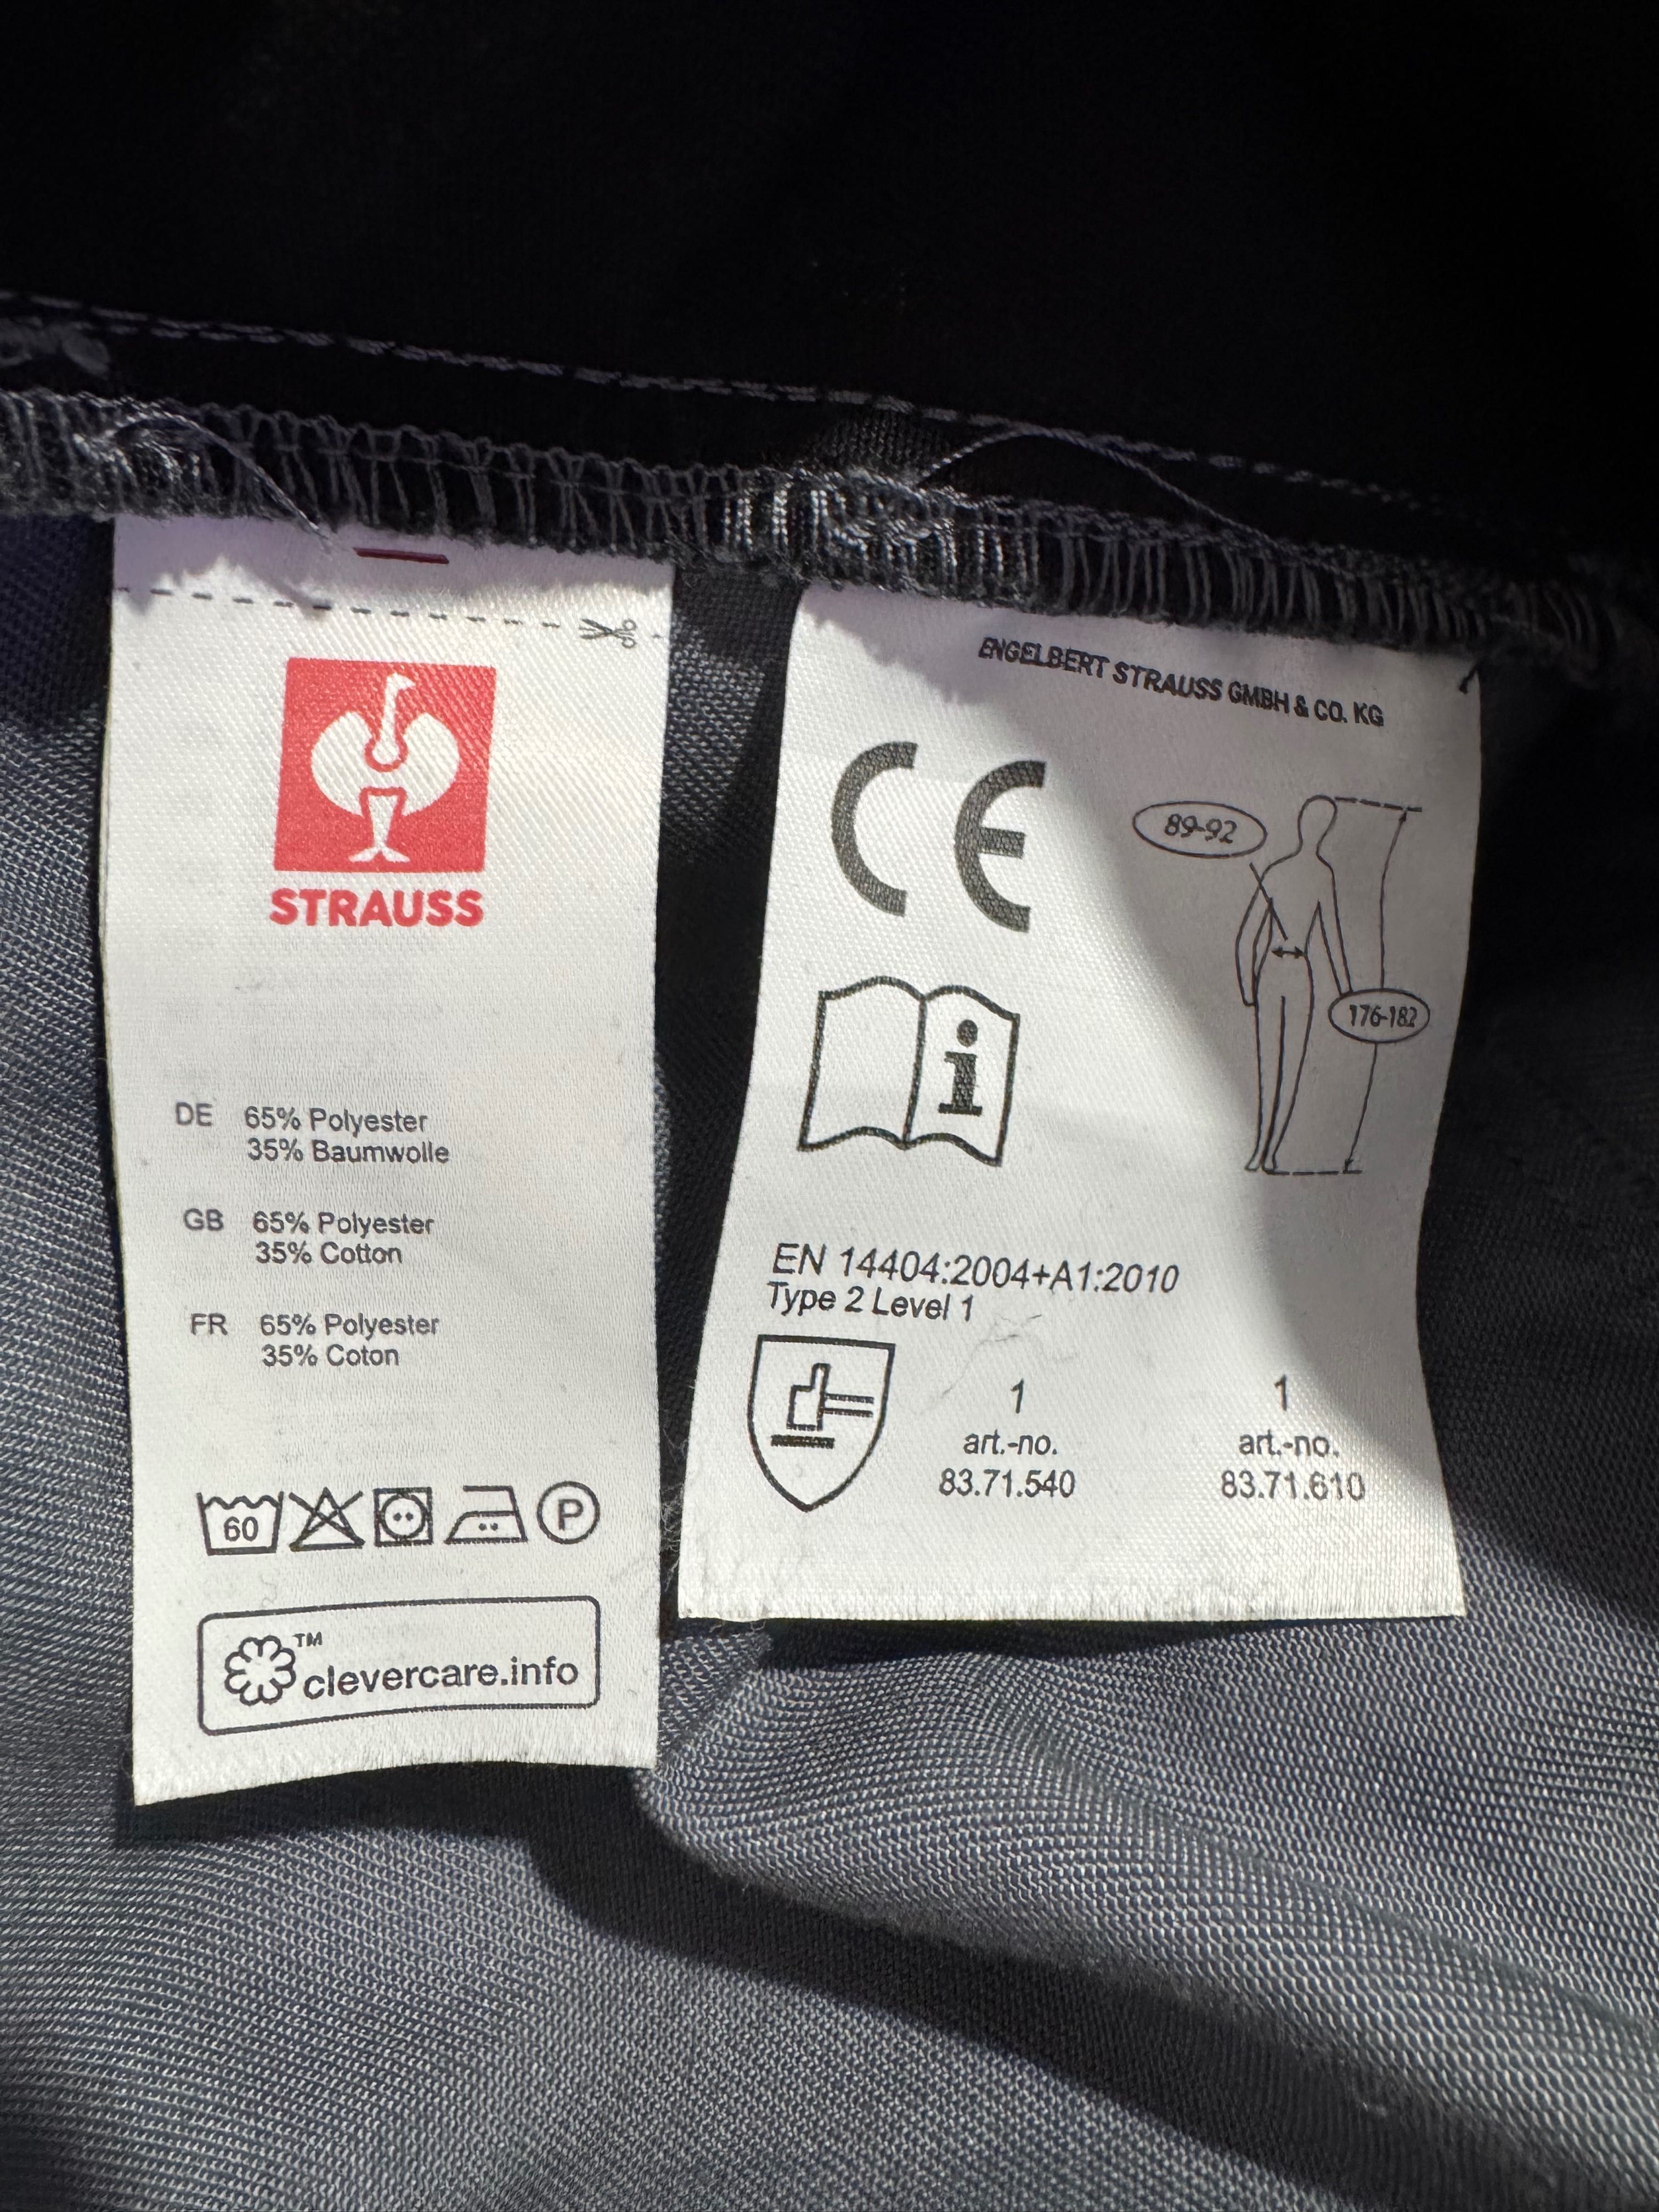 STRAUSS
DE 65% Polyester
35% Baumwolle
GB 65% Polyester
35% Cotton
FR 65% Polyester
35% Coton
60
P
TM
clevercare.info
ENGELBERT STRAUSS GMBH & CO. KG
CE
89-92
176-182
i
EN 14404:2004+A1:2010
Type 2 Level 1
1 1
art.-no. art.-no.
83.71.540 83.71.610